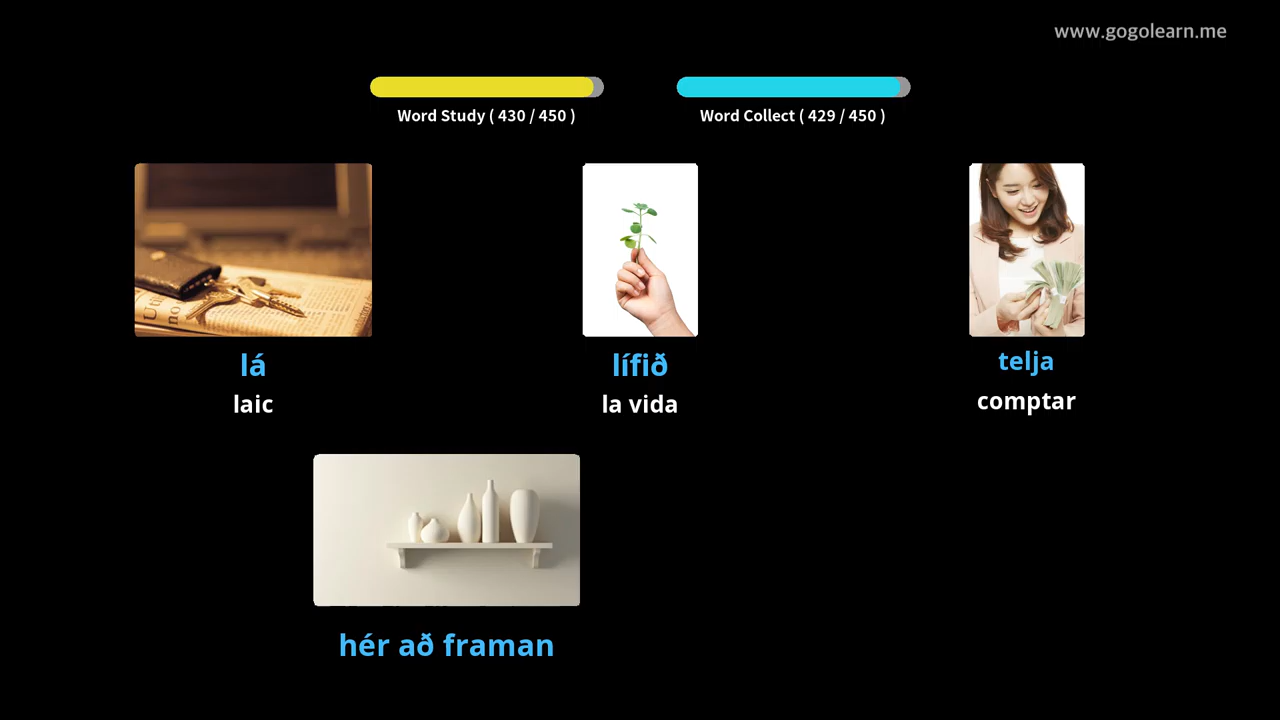 www.gogolearn.me
Word Study ( 430 / 450 )
Word Collect ( 429 / 450 )
lá
laic
lífið
la vida
telja
comptar
hér að framan